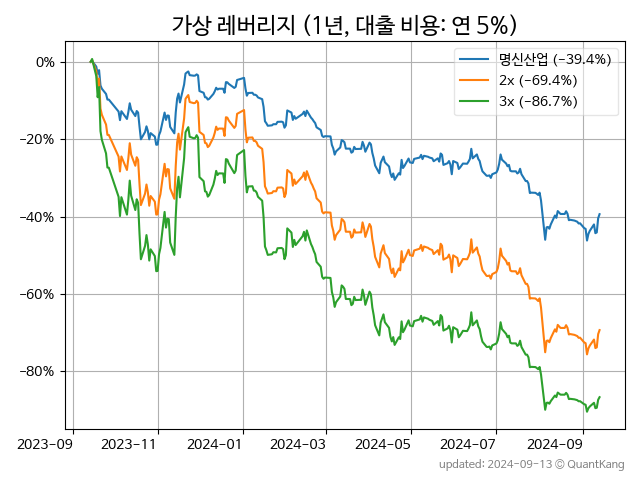 가상 레버리지 (1년, 대출 비용: 연 5%)
명신산업 (−39.4%)
2x (−69.4%)
3x (−86.7%)
0%
−20%
−40%
−60%
−80%
2023-09 2023-11 2024-01 2024-03 2024-05 2024-07 2024-09
updated: 2024-09-13 © QuantKang